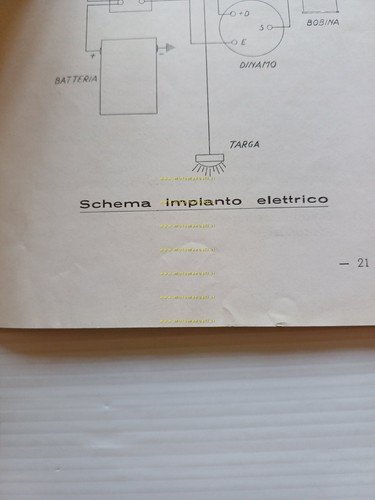 +D
BOBINA
S
+
-
E
DINAMO
BATTERIA
TARGA
Schema impianto elettrico
— 21